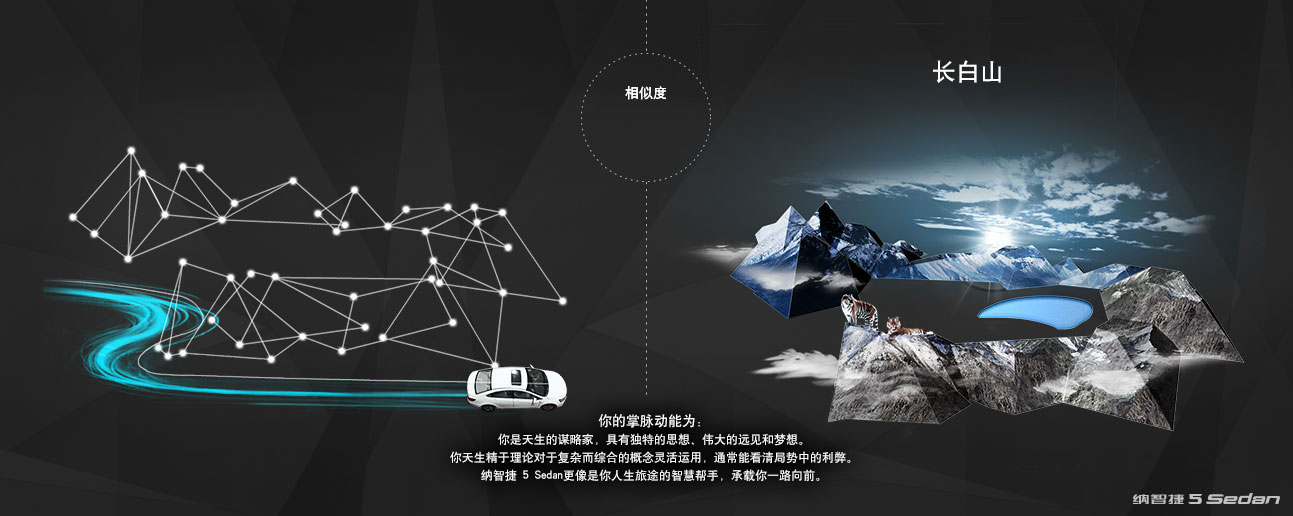 相似度
长白山
你的掌脉动能为：
你是天生的谋略家，具有独特的思想、伟大的远见和梦想。
你天生精于理论对于复杂而综合的概念灵活运用，通常能看清局势中的利弊。
纳智捷 5 Sedan更像是你人生旅途的智慧帮手，承载你一路向前。
纳智捷 5 Sedan